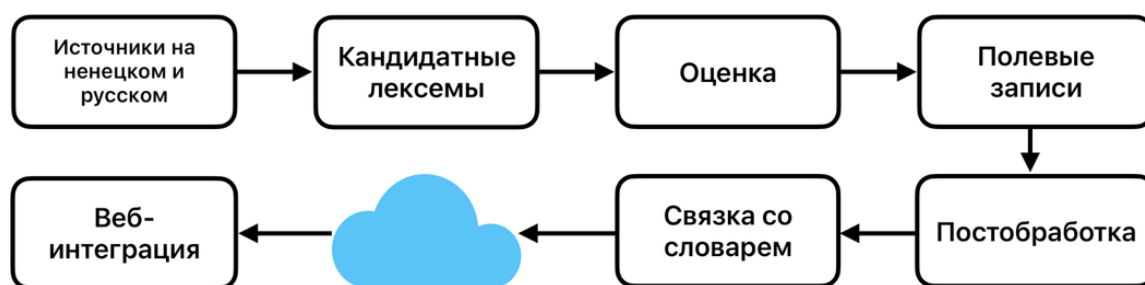 Источники на
ненецком и
русском
Кандидатные
лексемы
Оценка
Полевые
записи
Постобработка
Связка со
словарем
Веб-
интеграция